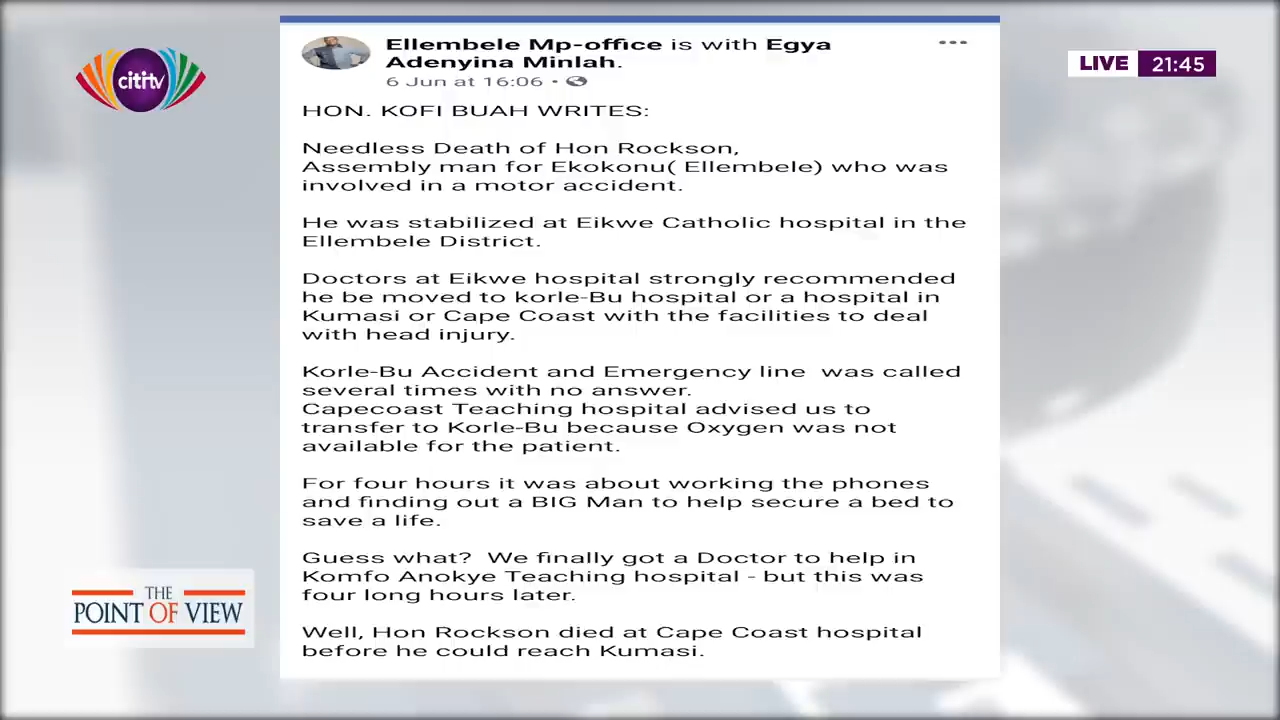 cititv
LIVE 21:45
Ellembele Mp-office is with Egya
Adenyina Minlah.
6 Jun at 16:06 ·
HON. KOFI BUAH WRITES:
Needless Death of Hon Rockson,
Assembly man for Ekokonu( Ellembele) who was
involved in a motor accident.
He was stabilized at Eikwe Catholic hospital in the
Ellembele District.
Doctors at Eikwe hospital strongly recommended
he be moved to korle-Bu hospital or a hospital in
Kumasi or Cape Coast with the facilities to deal
with head injury.
Korle-Bu Accident and Emergency line  was called
several times with no answer.
Capecoast Teaching hospital advised us to
transfer to Korle-Bu because Oxygen was not
available for the patient.
For four hours it was about working the phones
and finding out a BIG Man to help secure a bed to
save a life.
Guess what?  We finally got a Doctor to help in
Komfo Anokye Teaching hospital - but this was
four long hours later.
Well, Hon Rockson died at Cape Coast hospital
before he could reach Kumasi.
THE
POINT OF VIEW